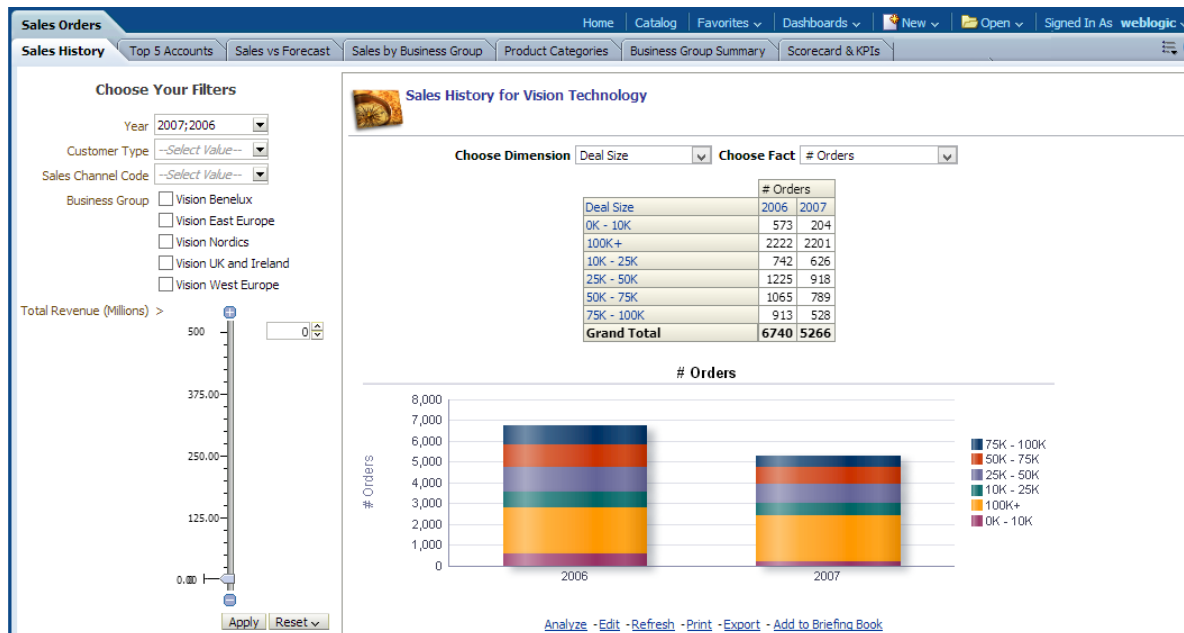 Sales Orders
Home Catalog Favorites Dashboards New Open Signed In As weblogic
Sales History Top 5 Accounts Sales vs Forecast Sales by Business Group Product Categories Business Group Summary Scorecard & KPIs
Choose Your Filters
Year 2007;2006
Customer Type --Select Value--
Sales Channel Code --Select Value--
Business Group Vision Benelux
Vision East Europe
Vision Nordics
Vision UK and Ireland
Vision West Europe
Total Revenue (Millions) >
500 0
375.00
250.00
125.00
Apply Reset
Sales History for Vision Technology
Choose Dimension Deal Size Choose Fact # Orders
# Orders
Deal Size 2006 2007
0K - 10K 573 204
100K+ 2222 2201
10K - 25K 742 626
25K - 50K 1225 918
50K - 75K 1065 789
75K - 100K 913 528
Grand Total 6740 5266
# Orders
# Orders
8,000
7,000
6,000
5,000
4,000
3,000
2,000
1,000
0
2006 2007
75K - 100K
50K - 75K
25K - 50K
10K - 25K
100K+
0K - 10K
Analyze - Edit - Refresh - Print - Export - Add to Briefing Book